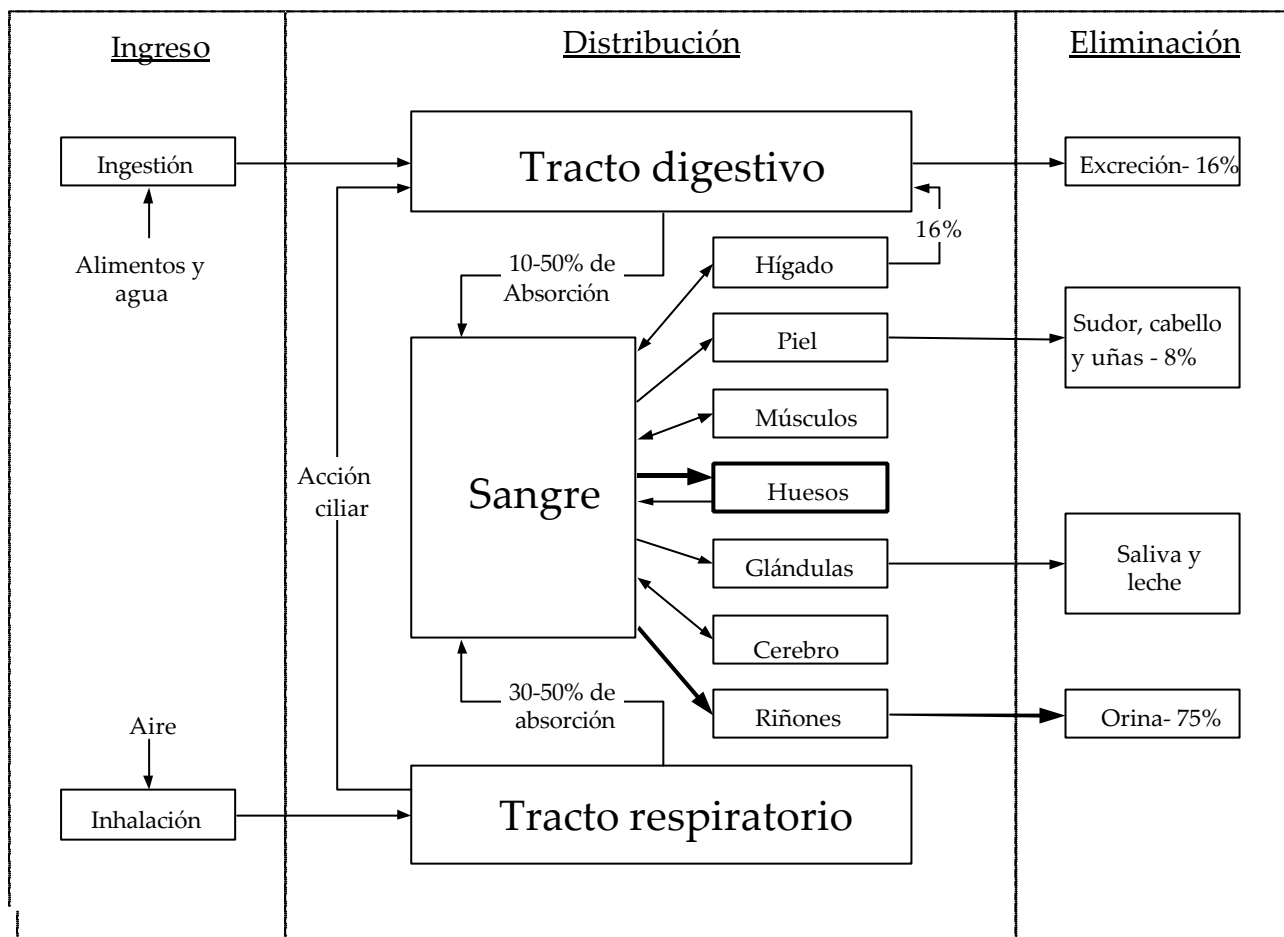 Ingreso
Distribución
Eliminación
Ingestión
Tracto digestivo
Excreción- 16%
16%
Alimentos y
agua
10-50% de
Absorción
Hígado
Sudor, cabello
y uñas - 8%
Piel
Músculos
Acción
ciliar
Sangre
Huesos
Glándulas
Saliva y
leche
Cerebro
30-50% de
absorción
Riñones
Orina- 75%
Aire
Inhalación
Tracto respiratorio